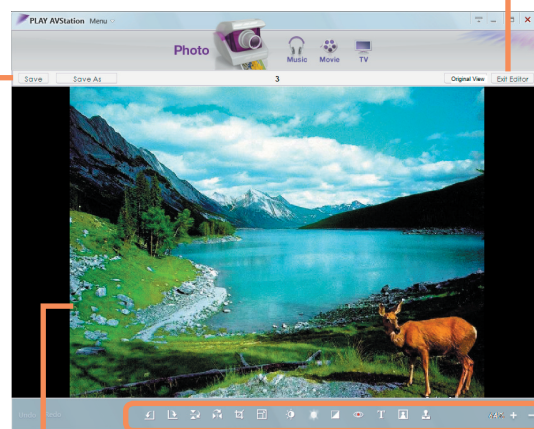 PLAY AVStation Menu
Photo
Music Movie TV
Save Save As 3 Original View Exit Editor
T